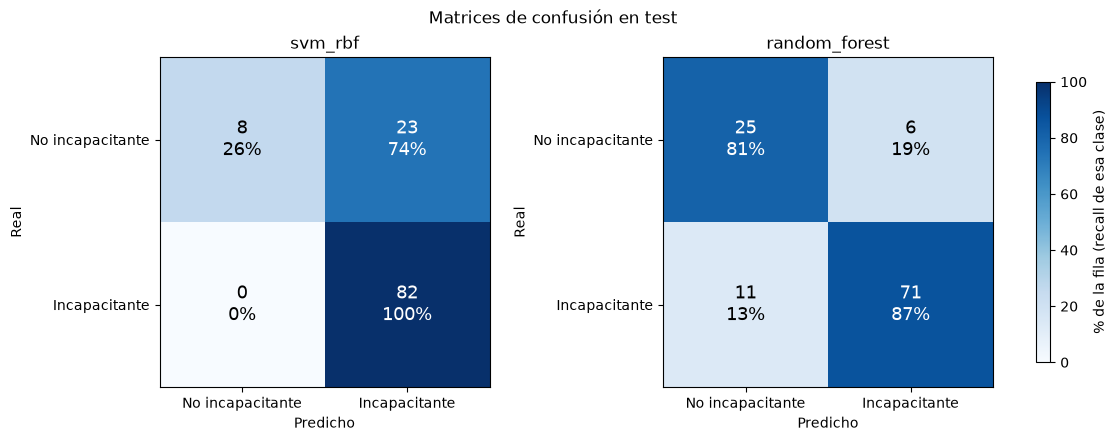 Matrices de confusión en test
svm_rbf
No incapacitante
Incapacitante
Real
8
26%
23
74%
0
0%
82
100%
No incapacitante
Incapacitante
Predicho
random_forest
No incapacitante
Incapacitante
Real
25
81%
6
19%
11
13%
71
87%
No incapacitante
Incapacitante
Predicho
100
80
60
40
20
0
% de la fila (recall de esa clase)